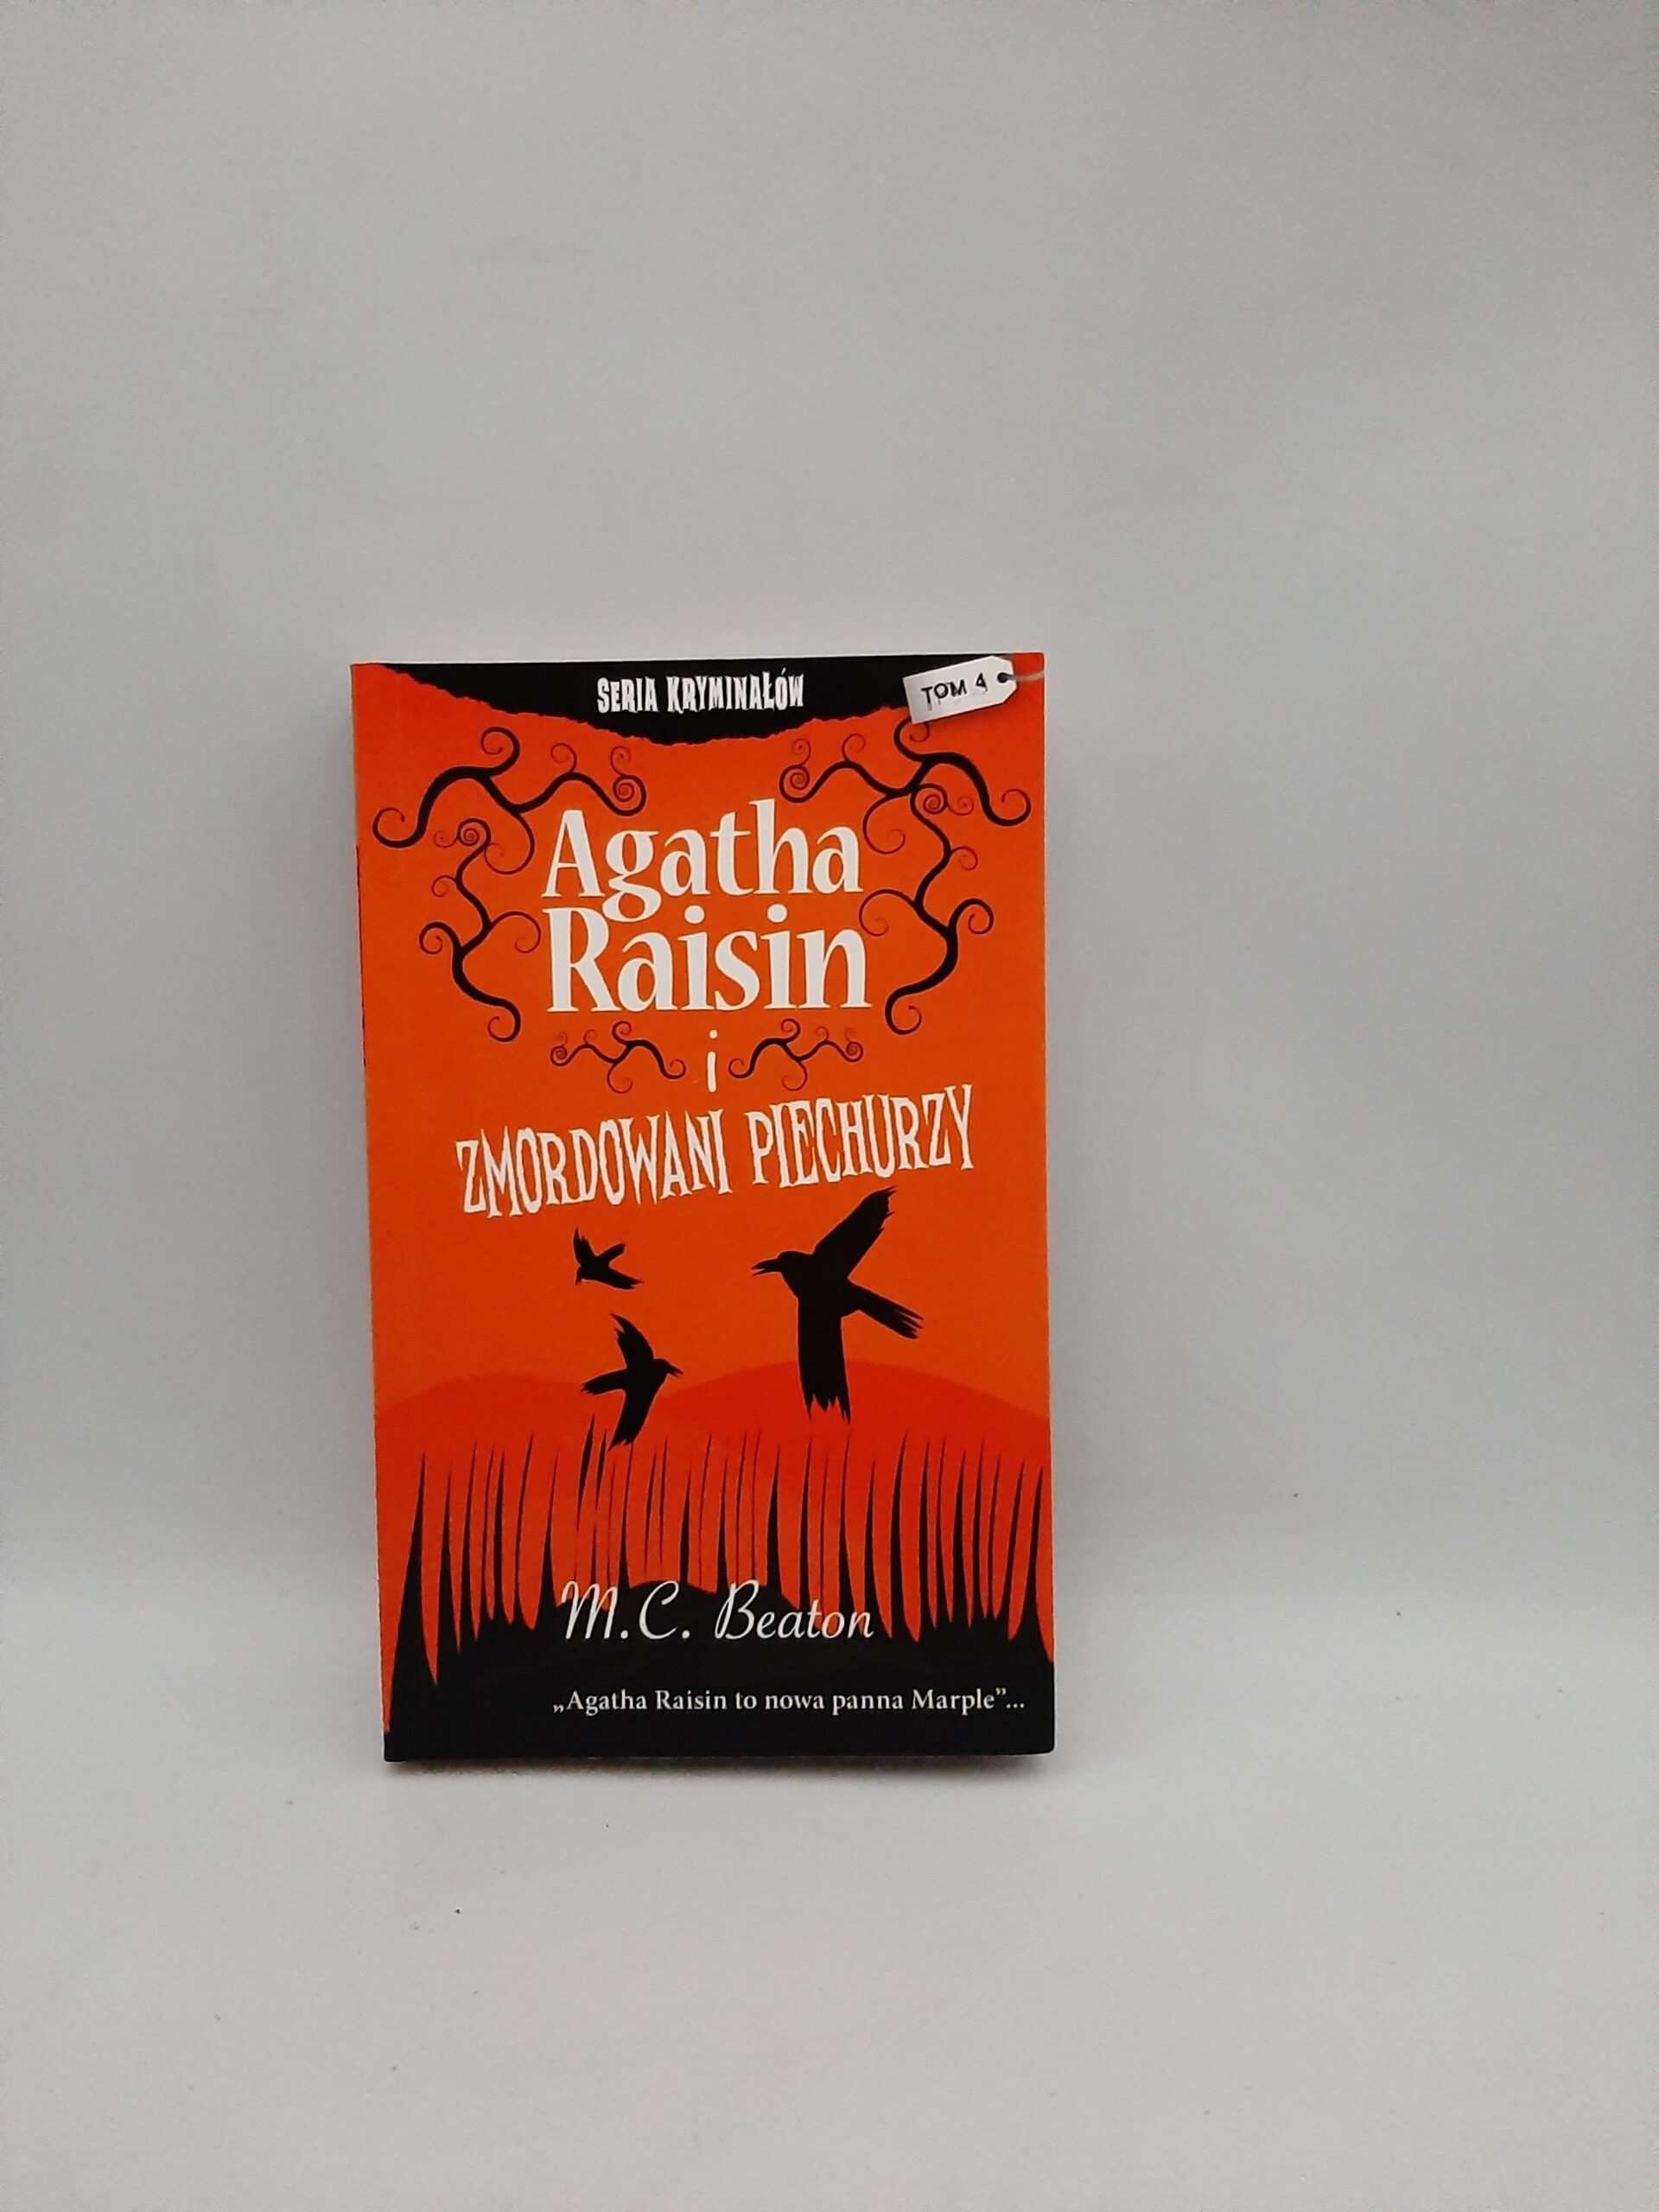 SERIA KRYMINAŁÓW
TOM 4
Agatha
Raisin
i
ZMORDOWANI PIECHURZY
M.C. Beaton
„Agatha Raisin to nowa panna Marple”...